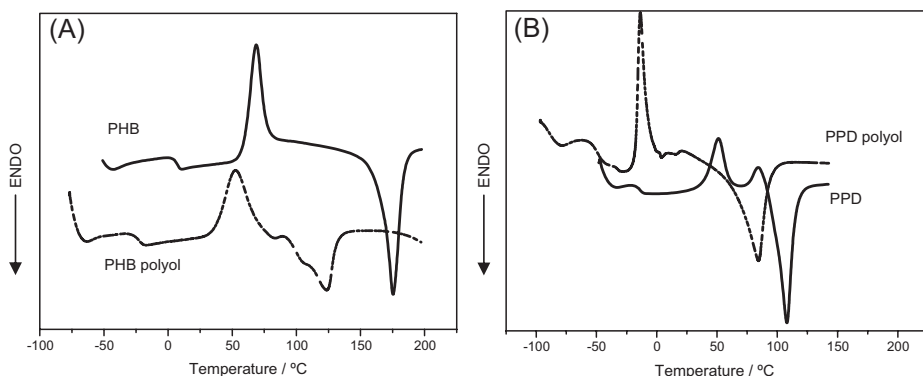 (A)
PHB
PHB polyol
ENDO
-100 -50 0 50 100 150 200
Temperature / ºC
(B)
PPD polyol
PPD
ENDO
-100 -50 0 50 100 150 200
Temperature / ºC